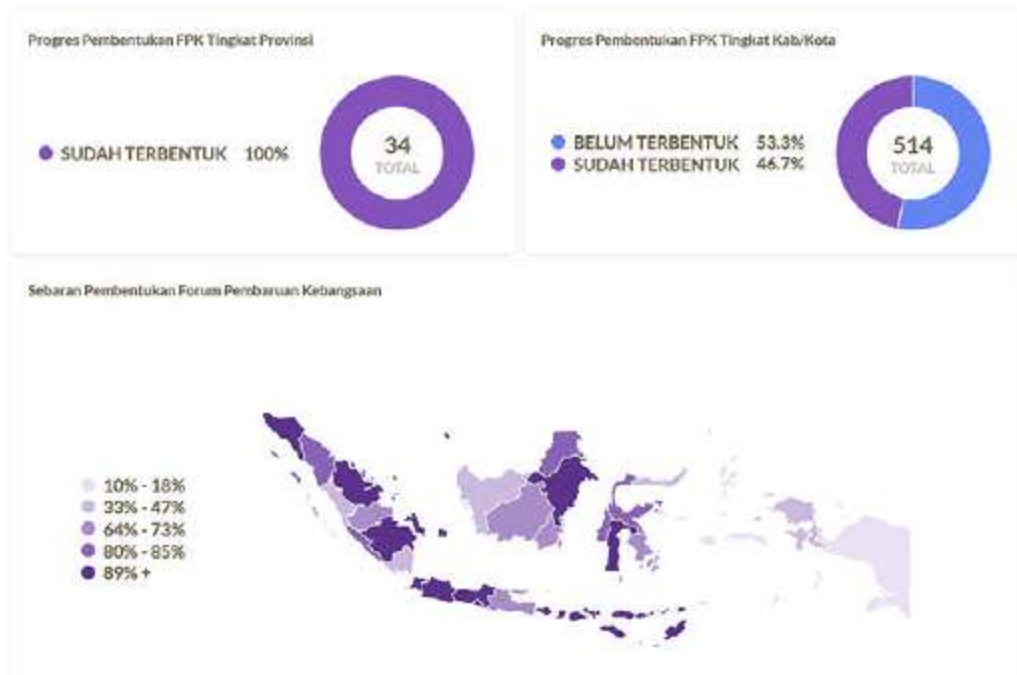 Progres Pembentukan FPK Tingkat Provinsi
SUDAH TERBENTUK 100%
34
TOTAL
Progres Pembentukan FPK Tingkat Kab/Kota
BELUM TERBENTUK 53.3%
SUDAH TERBENTUK 46.7%
514
TOTAL
Sebaran Pembentukan Forum Pembaruan Kebangsaan
10% - 18%
33% - 47%
64% - 73%
80% - 85%
89% +